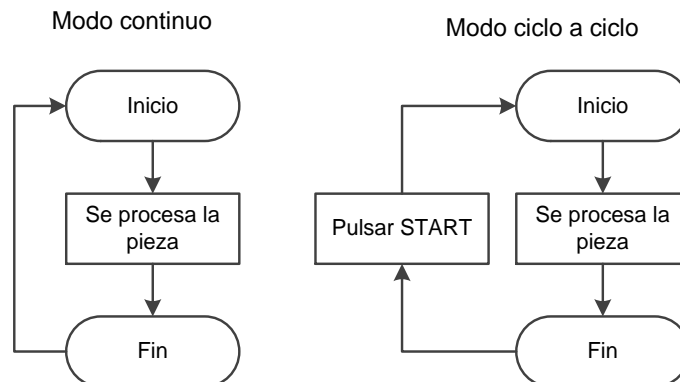 Modo continuo
Inicio
Se procesa la
pieza
Fin
Modo ciclo a ciclo
Inicio
Pulsar START
Se procesa la
pieza
Fin